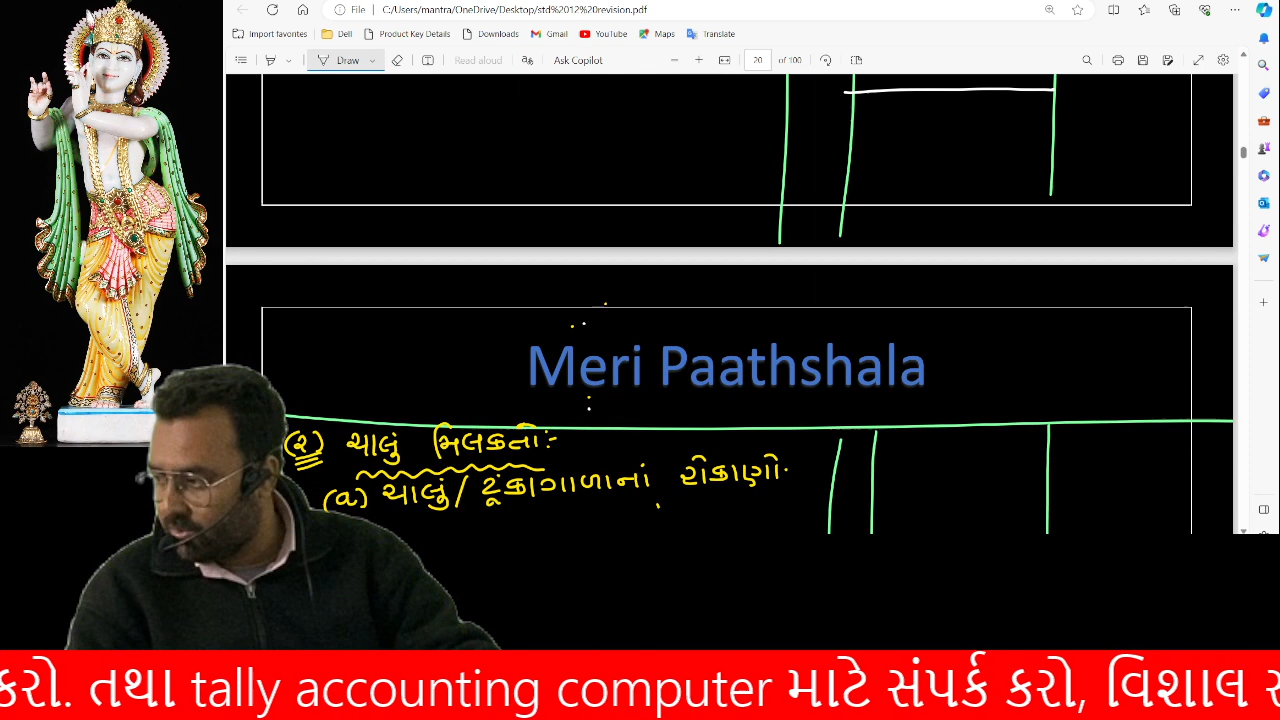 File | C:/Users/mantra/OneDrive/Desktop/std%2012%20revision.pdf
Import favorites Dell Product Key Details Downloads Gmail YouTube Maps Translate
Draw Read aloud Ask Copilot 20 of 100
Meri Paathshala
(૨) ચાલું મિલકતો:-
(a) ચાલું/ ટૂંકાગાળાનાં રોકાણો.
કરો. તથા tally accounting computer માટે સંપર્ક કરો, વિશાલ